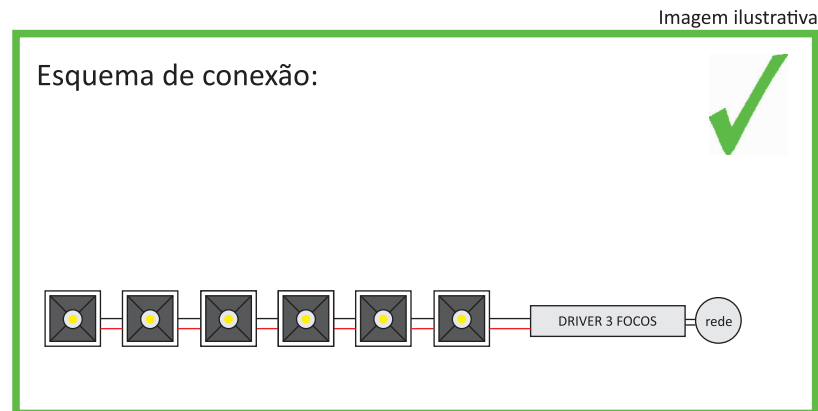 Imagem ilustrativa
Esquema de conexão:
DRIVER 3 FOCOS
rede